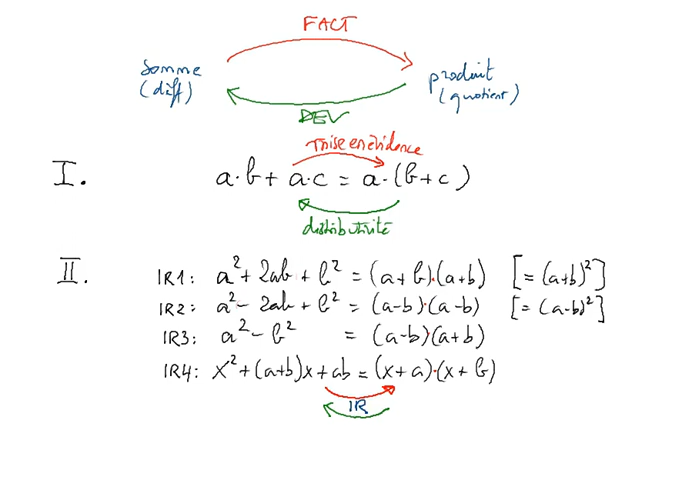 FACT
somme
(diff)
produit
(quotient)
DEV
mise en évidence
I. a·b + a·c = a·(b+c)
distributivité
II. IR1: a² + 2ab + b² = (a+b)·(a+b) [= (a+b)²]
IR2: a² - 2ab + b² = (a-b)·(a-b) [= (a-b)²]
IR3: a² - b² = (a-b)(a+b)
IR4: x² + (a+b)x + ab = (x+a)·(x+b)
IR